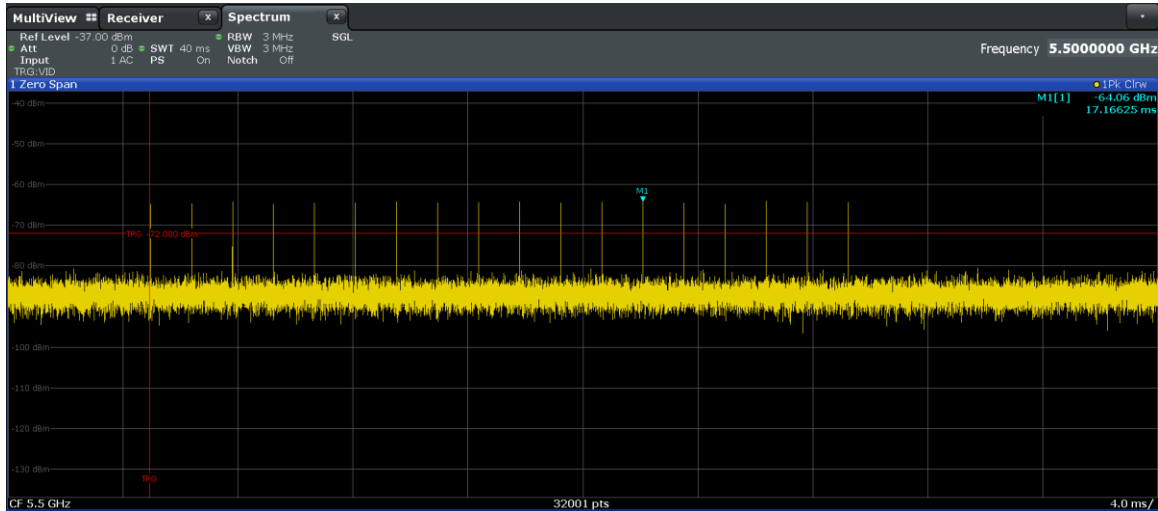 MultiView Receiver X Spectrum X
Ref Level -37.00 dBm RBW 3 MHz SGL
Att 0 dB SWT 40 ms VBW 3 MHz
Input 1 AC PS On Notch Off
Frequency 5.5000000 GHz
TRG:VID
1 Zero Span 1Pk Clrw
M1[1] -64.06 dBm
17.16625 ms
-40 dBm
-50 dBm
-60 dBm
M1
-70 dBm
TRG -72.000 dBm
-80 dBm
-100 dBm
-110 dBm
-120 dBm
-130 dBm
TRG
CF 5.5 GHz 32001 pts 4.0 ms/